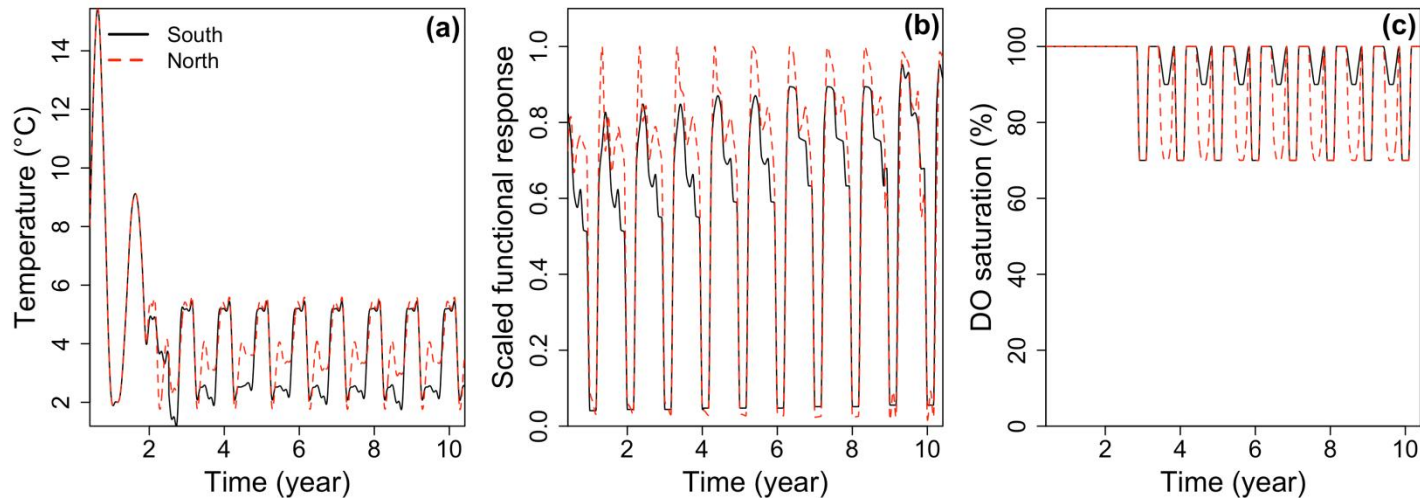 (a)
South
North
Temperature (°C)
2 4 6 8 10 12 14
2 4 6 8 10
Time (year)
(b)
Scaled functional response
0.0 0.2 0.4 0.6 0.8 1.0
2 4 6 8 10
Time (year)
(c)
DO saturation (%)
0 20 40 60 80 100
2 4 6 8 10
Time (year)